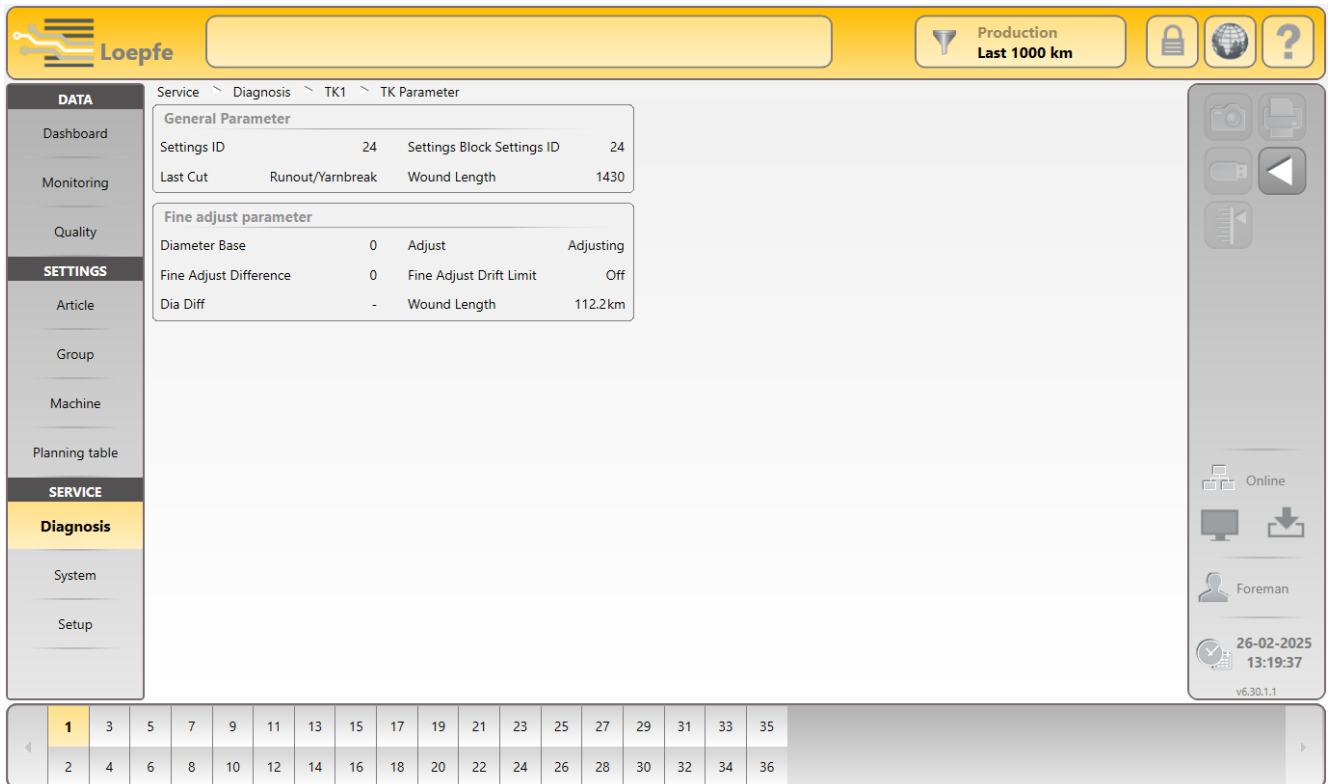 Loepfe
Production
Last 1000 km
?
DATA
Dashboard
Monitoring
Quality
SETTINGS
Article
Group
Machine
Planning table
SERVICE
Diagnosis
System
Setup
Service > Diagnosis > TK1 > TK Parameter
General Parameter
Settings ID 24 Settings Block Settings ID 24
Last Cut Runout/Yarnbreak Wound Length 1430
Fine adjust parameter
Diameter Base 0 Adjust Adjusting
Fine Adjust Difference 0 Fine Adjust Drift Limit Off
Dia Diff - Wound Length 112.2km
Online
Foreman
26-02-2025
13:19:37
v6.30.1.1
1 3 5 7 9 11 13 15 17 19 21 23 25 27 29 31 33 35
2 4 6 8 10 12 14 16 18 20 22 24 26 28 30 32 34 36